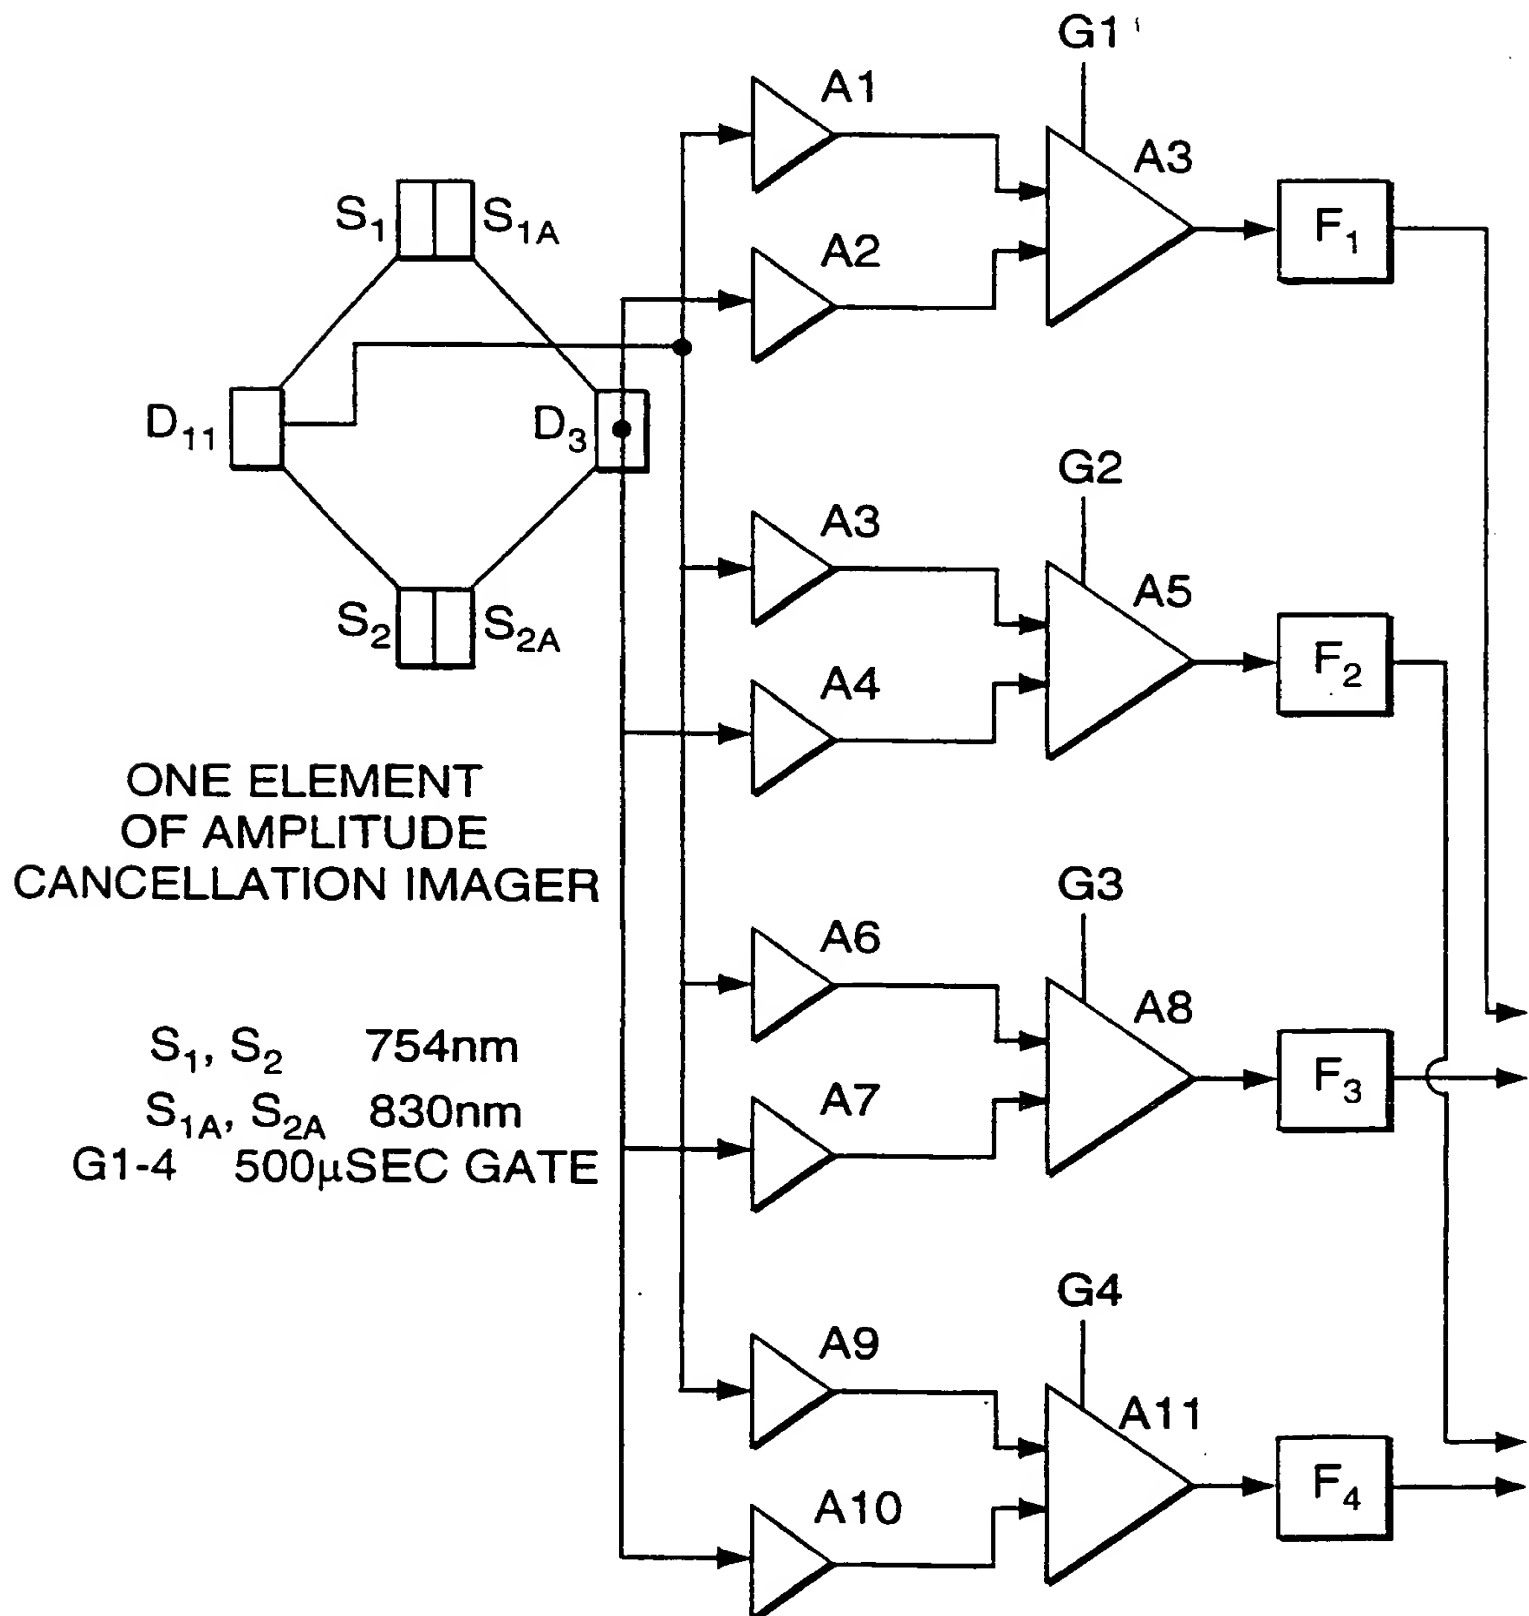 G1
A1
A3
S1 S1A
F1
A2
D11
D3
G2
A3
A5
S2 S2A
F2
A4
ONE ELEMENT
OF AMPLITUDE
CANCELLATION IMAGER
G3
A6
A8
S1, S2 754nm
F3
S1A, S2A 830nm
A7
G1-4 500μSEC GATE
G4
A9
A11
F4
A10